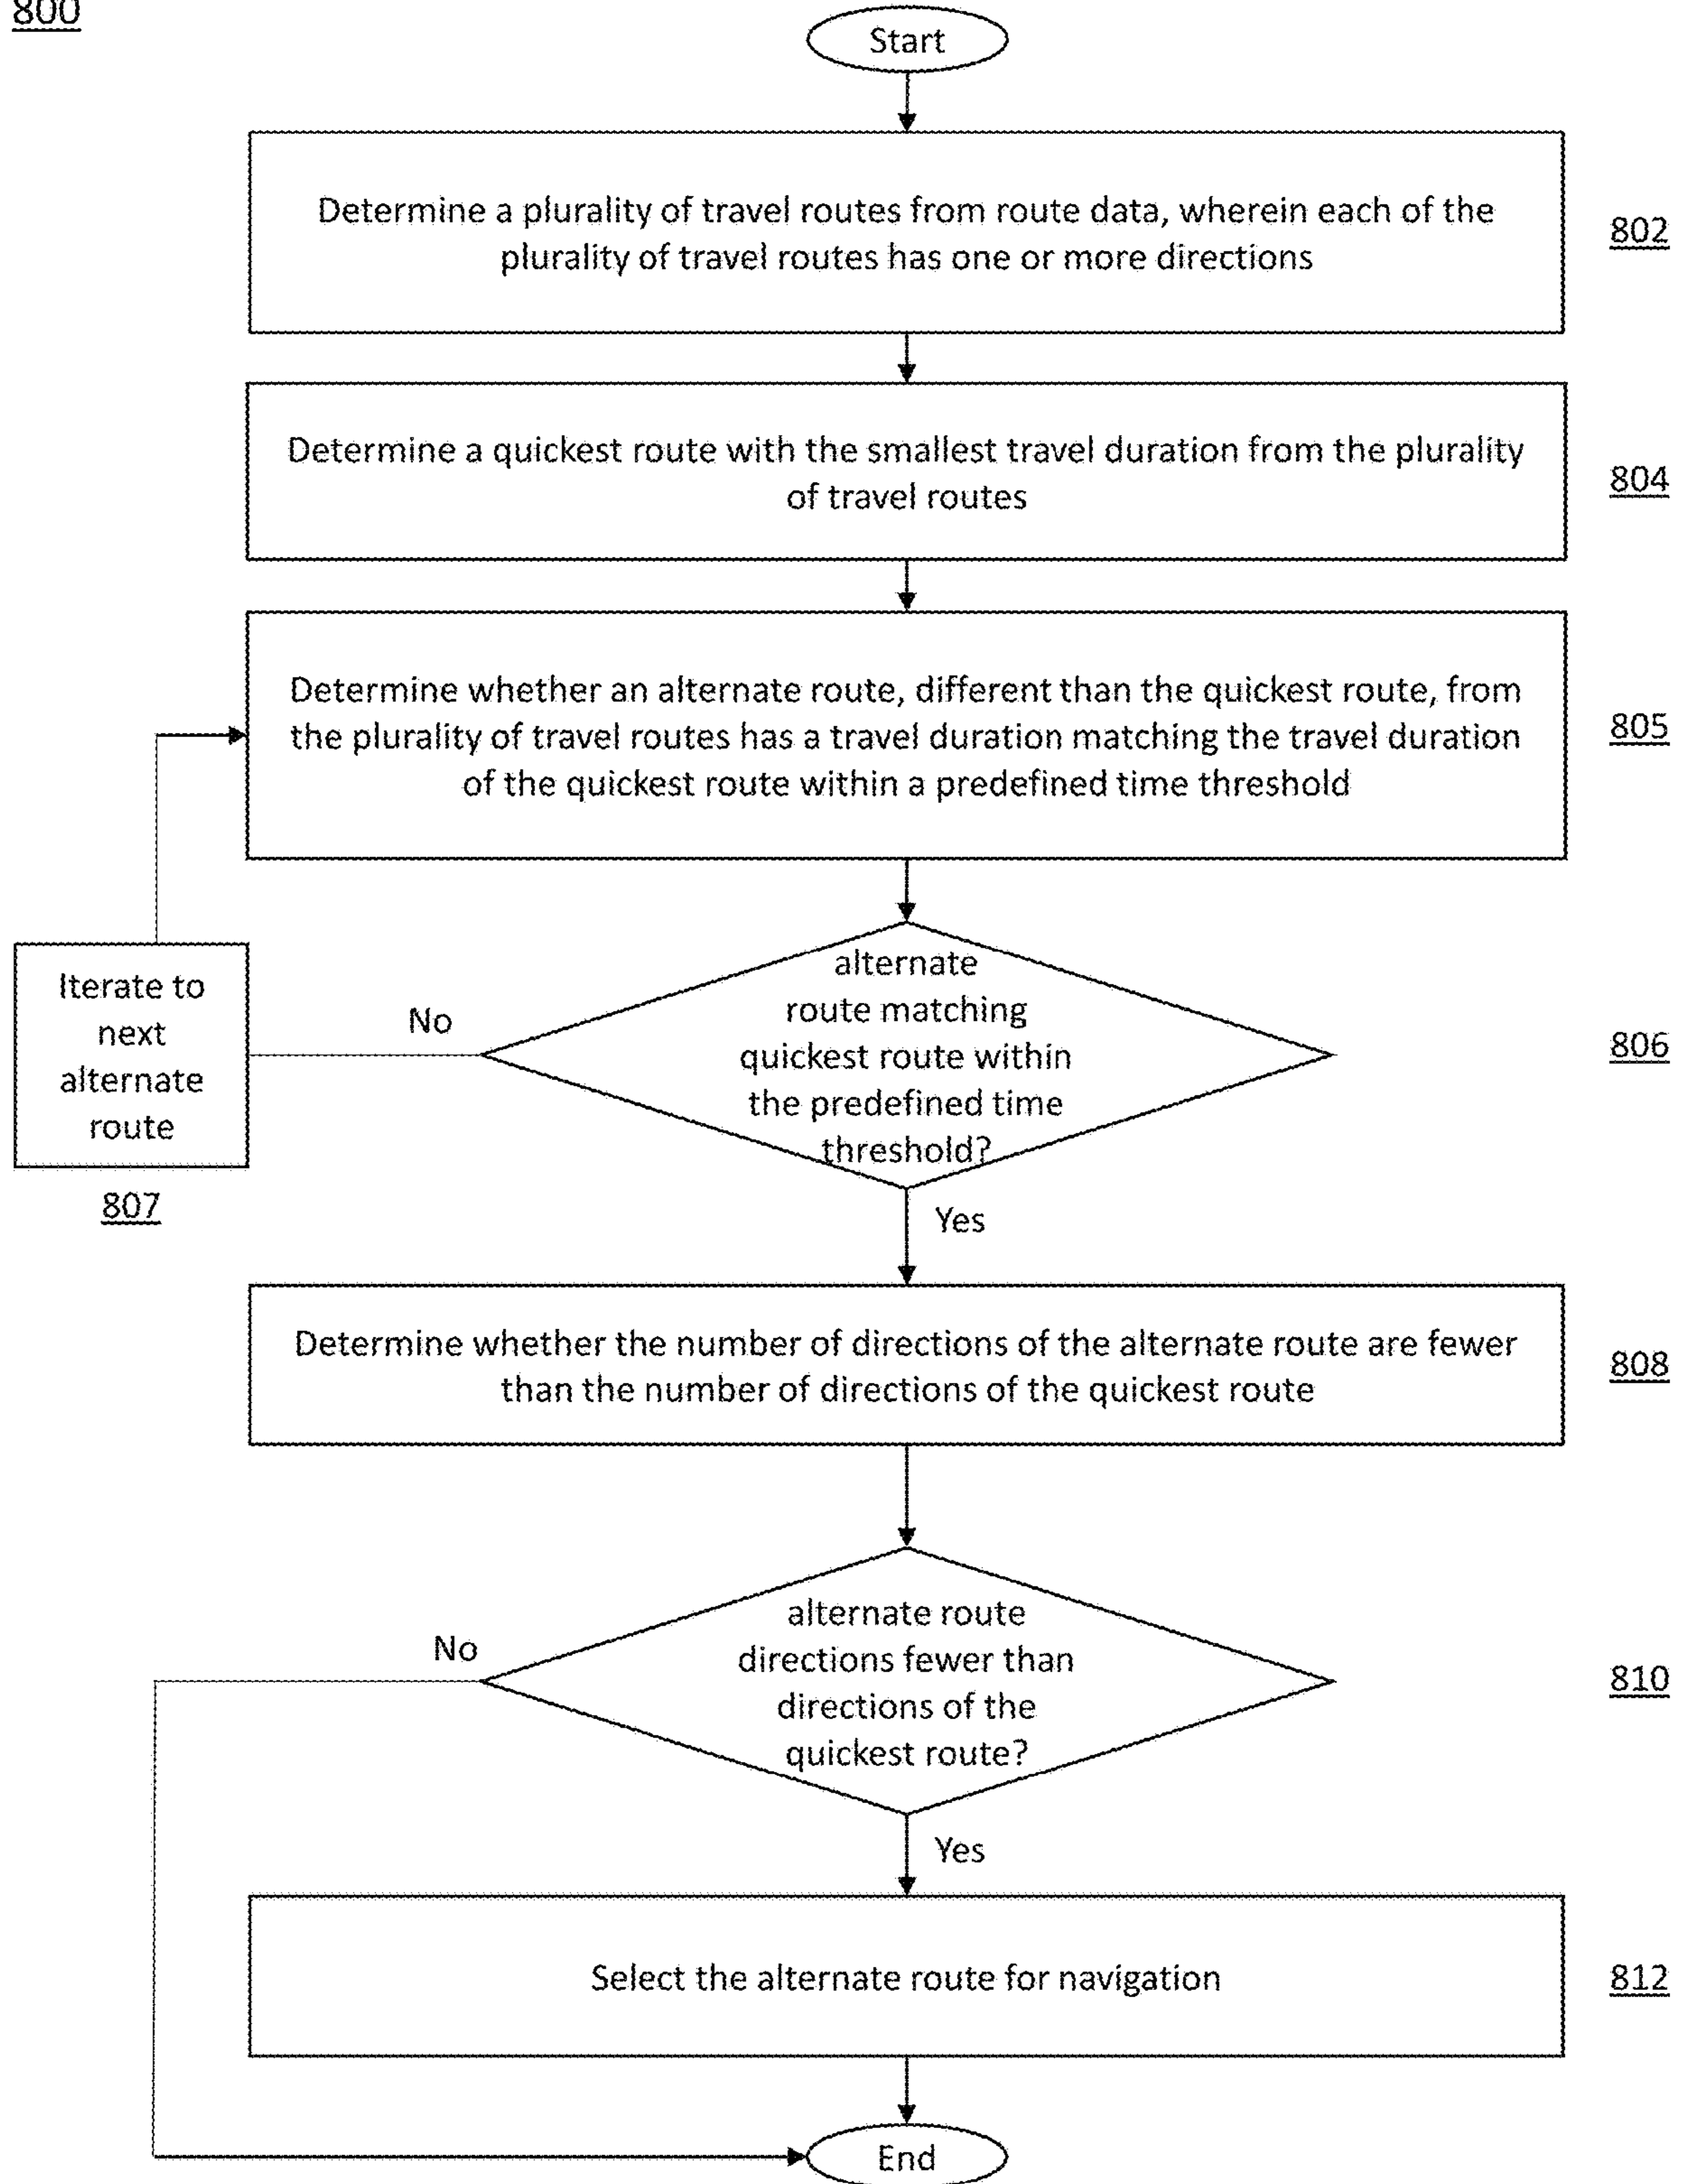 800
Start
Determine a plurality of travel routes from route data, wherein each of the
plurality of travel routes has one or more directions
802
Determine a quickest route with the smallest travel duration from the plurality
of travel routes
804
Determine whether an alternate route, different than the quickest route, from
the plurality of travel routes has a travel duration matching the travel duration
of the quickest route within a predefined time threshold
805
Iterate to
next
alternate
route
807
No
alternate
route matching
quickest route within
the predefined time
threshold?
806
Yes
Determine whether the number of directions of the alternate route are fewer
than the number of directions of the quickest route
808
No
alternate route
directions fewer than
directions of the
quickest route?
810
Yes
Select the alternate route for navigation
812
End